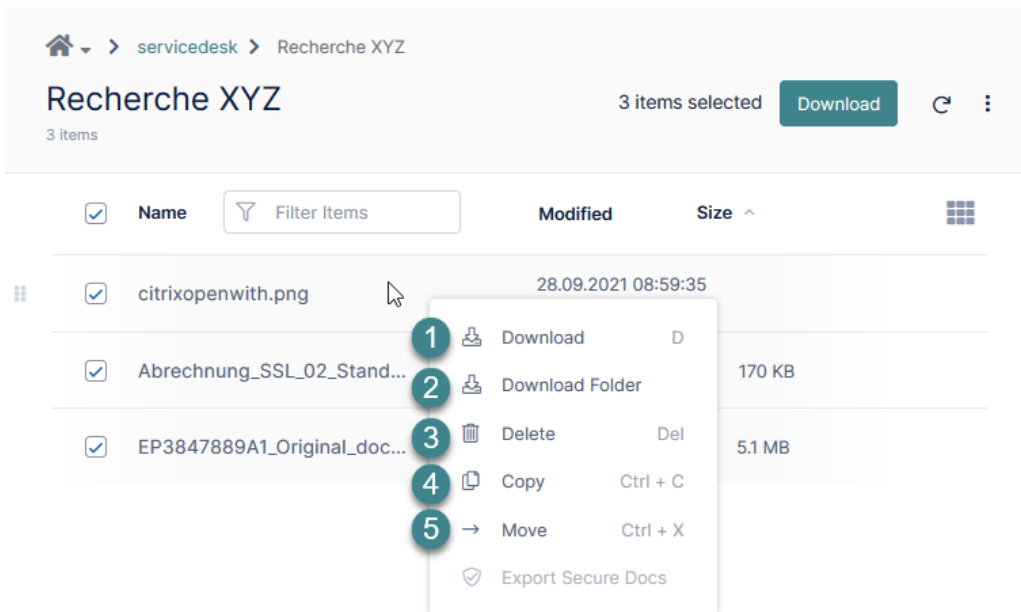 servicedesk Recherche XYZ
Recherche XYZ
3 items selected Download
3 items
Name Filter Items Modified Size
citrixopenwith.png 28.09.2021 08:59:35
1 Download D
Abrechnung_SSL_02_Stand... 170 KB
2 Download Folder
3 Delete Del
EP3847889A1_Original_doc... 5.1 MB
4 Copy Ctrl + C
5 Move Ctrl + X
Export Secure Docs